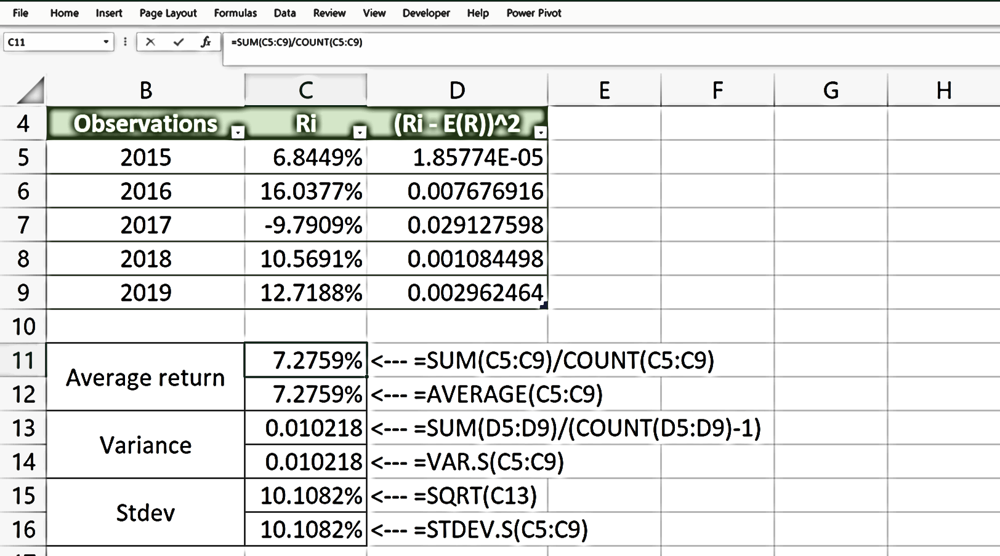 File Home Insert Page Layout Formulas Data Review View Developer Help Power Pivot
C11 fx =SUM(C5:C9)/COUNT(C5:C9)
B C D E F G H
4 Observations Ri (Ri - E(R))^2
5 2015 6.8449% 1.85774E-05
6 2016 16.0377% 0.007676916
7 2017 -9.7909% 0.029127598
8 2018 10.5691% 0.001084498
9 2019 12.7188% 0.002962464
10
11 Average return 7.2759% <--- =SUM(C5:C9)/COUNT(C5:C9)
12 7.2759% <--- =AVERAGE(C5:C9)
13 Variance 0.010218 <--- =SUM(D5:D9)/(COUNT(D5:D9)-1)
14 0.010218 <--- =VAR.S(C5:C9)
15 Stdev 10.1082% <--- =SQRT(C13)
16 10.1082% <--- =STDEV.S(C5:C9)